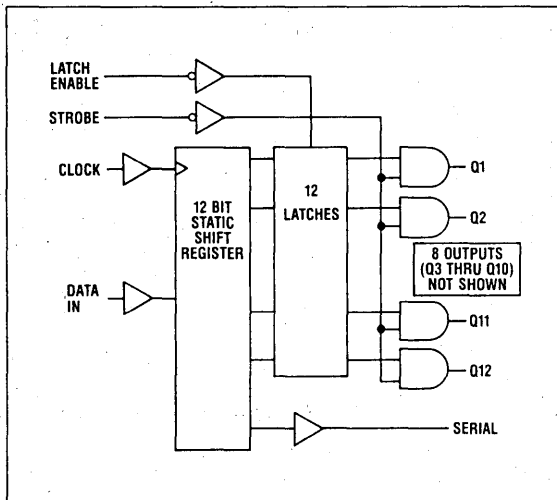 LATCH
ENABLE
STROBE
CLOCK
DATA
IN
12 BIT
STATIC
SHIFT
REGISTER
12
LATCHES
Q1
Q2
8 OUTPUTS
(Q3 THRU Q10)
NOT SHOWN
Q11
Q12
SERIAL